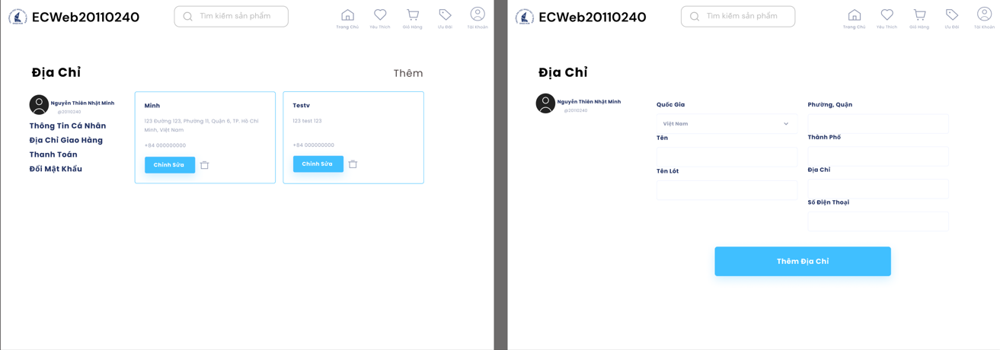 ECWeb20110240
Tìm kiếm sản phẩm
Trang Chủ
Yêu Thích
Giỏ Hàng
Ưu Đãi
Tài Khoản
Địa Chỉ
Thêm
Nguyễn Thiên Nhật Minh
@20110240
Thông Tin Cá Nhân
Địa Chỉ Giao Hàng
Thanh Toán
Đổi Mật Khẩu
Minh
123 Đường 123, Phường 11, Quận 6, TP. Hồ Chí
Minh, Việt Nam
+84 000000000
Chỉnh Sửa
Testv
123 test 123
+84 000000000
Chỉnh Sửa
ECWeb20110240
Tìm kiếm sản phẩm
Trang Chủ
Yêu Thích
Giỏ Hàng
Ưu Đãi
Tài Khoản
Địa Chỉ
Nguyễn Thiên Nhật Minh
@20110240
Quốc Gia
Việt Nam
Tên
Tên Lót
Phường, Quận
Thành Phố
Địa Chỉ
Số Điện Thoại
Thêm Địa Chỉ